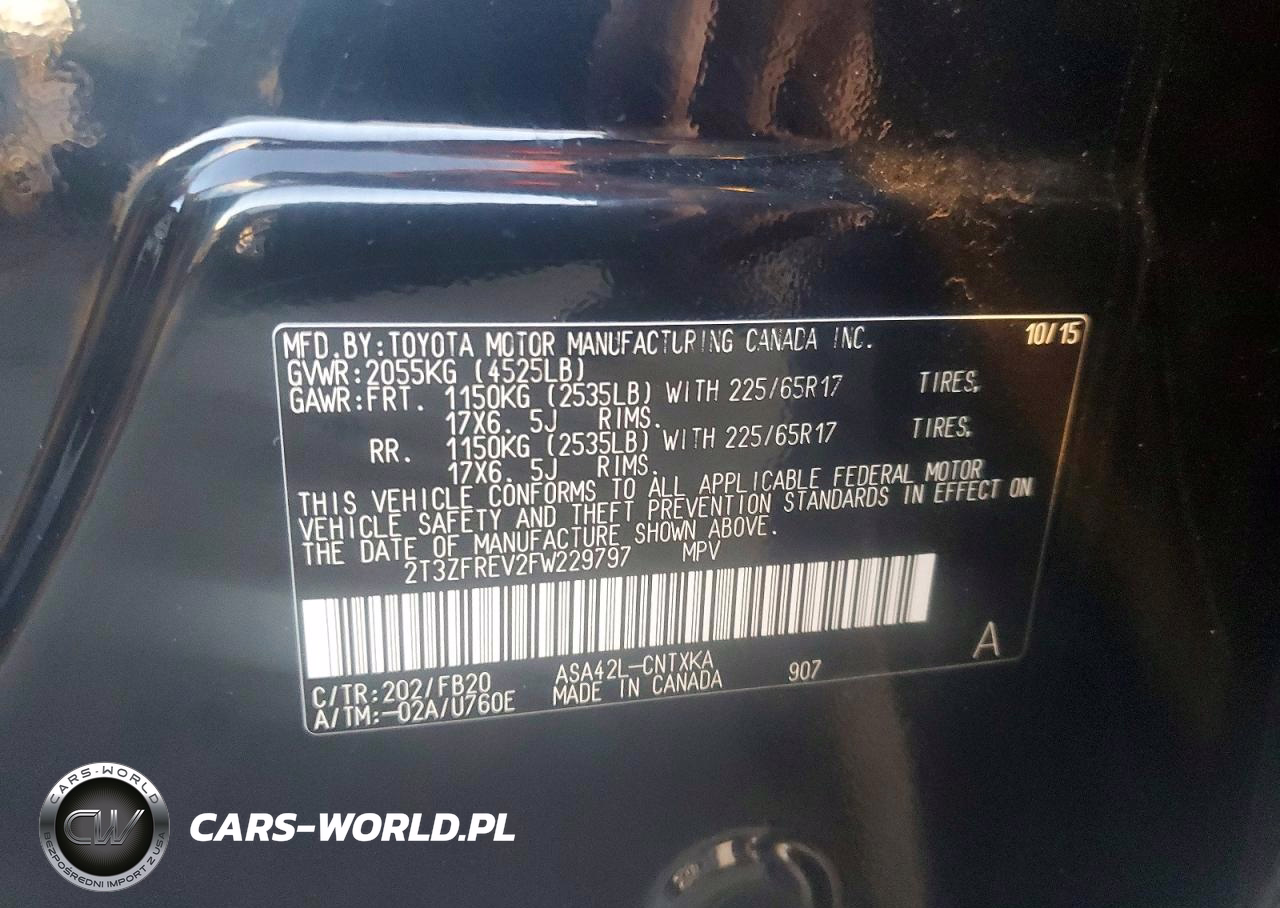 MFD.BY:TOYOTA MOTOR MANUFACTURING CANADA INC. 10/15
GVWR:2055KG (4525LB)
GAWR:FRT. 1150KG (2535LB) WITH 225/65R17 TIRES,
17X6.5J RIMS.
RR. 1150KG (2535LB) WITH 225/65R17 TIRES,
17X6.5J RIMS.
THIS VEHICLE CONFORMS TO ALL APPLICABLE FEDERAL MOTOR
VEHICLE SAFETY AND THEFT PREVENTION STANDARDS IN EFFECT ON
THE DATE OF MANUFACTURE SHOWN ABOVE.
2T3ZFREV2FW229797 MPV
A
C/TR:202/FB20 ASA42L-CNTXKA 907
A/TM:-02A/U760E MADE IN CANADA
CARS-WORLD
CW
BEZPOŚREDNI IMPORT Z USA
CARS-WORLD.PL